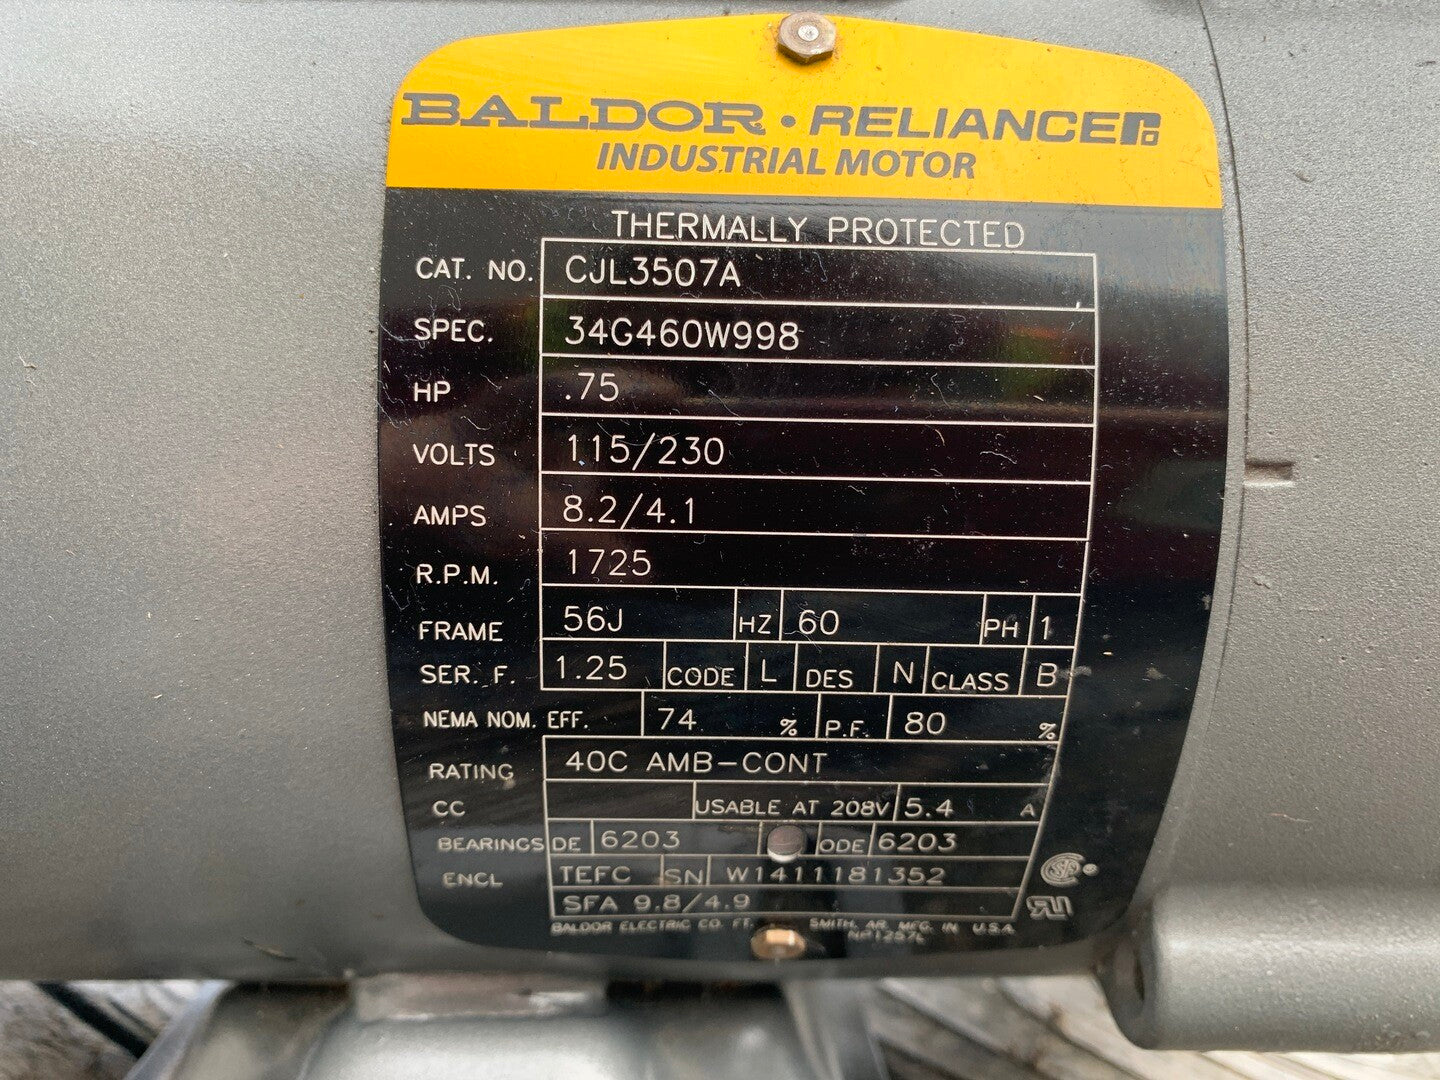 BALDOR • RELIANCE
INDUSTRIAL MOTOR
THERMALLY PROTECTED
CAT. NO. CJL3507A
SPEC. 34G460W998
HP .75
VOLTS 115/230
AMPS 8.2/4.1
R.P.M. 1725
FRAME 56J HZ 60 PH 1
SER. F. 1.25 CODE L DES N CLASS B
NEMA NOM. EFF. 74 % P.F. 80 %
RATING 40C AMB-CONT
CC USABLE AT 208V 5.4 A
BEARINGS DE 6203 ODE 6203
ENCL TEFC SN W1411181352
SFA 9.8/4.9
BALDOR ELECTRIC CO. FT. SMITH, AR. MFG. IN U.S.A.
NP1257L